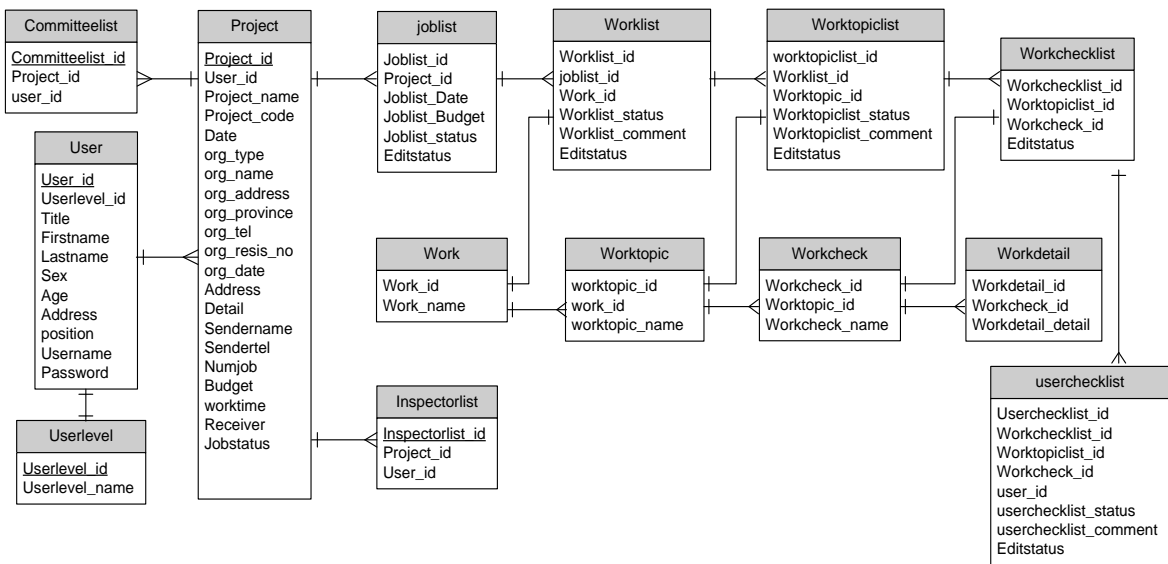 Committeelist
Committeelist_id
Project_id
user_id
User
User_id
Userlevel_id
Title
Firstname
Lastname
Sex
Age
Address
position
Username
Password
Userlevel
Userlevel_id
Userlevel_name
Project
Project_id
User_id
Project_name
Project_code
Date
org_type
org_name
org_address
org_province
org_tel
org_resis_no
org_date
Address
Detail
Sendername
Sendertel
Numjob
Budget
worktime
Receiver
Jobstatus
joblist
Joblist_id
Project_id
Joblist_Date
Joblist_Budget
Joblist_status
Editstatus
Worklist
Worklist_id
joblist_id
Work_id
Worklist_status
Worklist_comment
Editstatus
Worktopiclist
worktopiclist_id
Worklist_id
Worktopic_id
Worktopiclist_status
Worktopiclist_comment
Editstatus
Workchecklist
Workchecklist_id
Worktopiclist_id
Workcheck_id
Editstatus
Work
Work_id
Work_name
Worktopic
worktopic_id
work_id
worktopic_name
Workcheck
Workcheck_id
Worktopic_id
Workcheck_name
Workdetail
Workdetail_id
Workcheck_id
Workdetail_detail
Inspectorlist
Inspectorlist_id
Project_id
User_id
userchecklist
Userchecklist_id
Workchecklist_id
Worktopiclist_id
Workcheck_id
user_id
userchecklist_status
userchecklist_comment
Editstatus